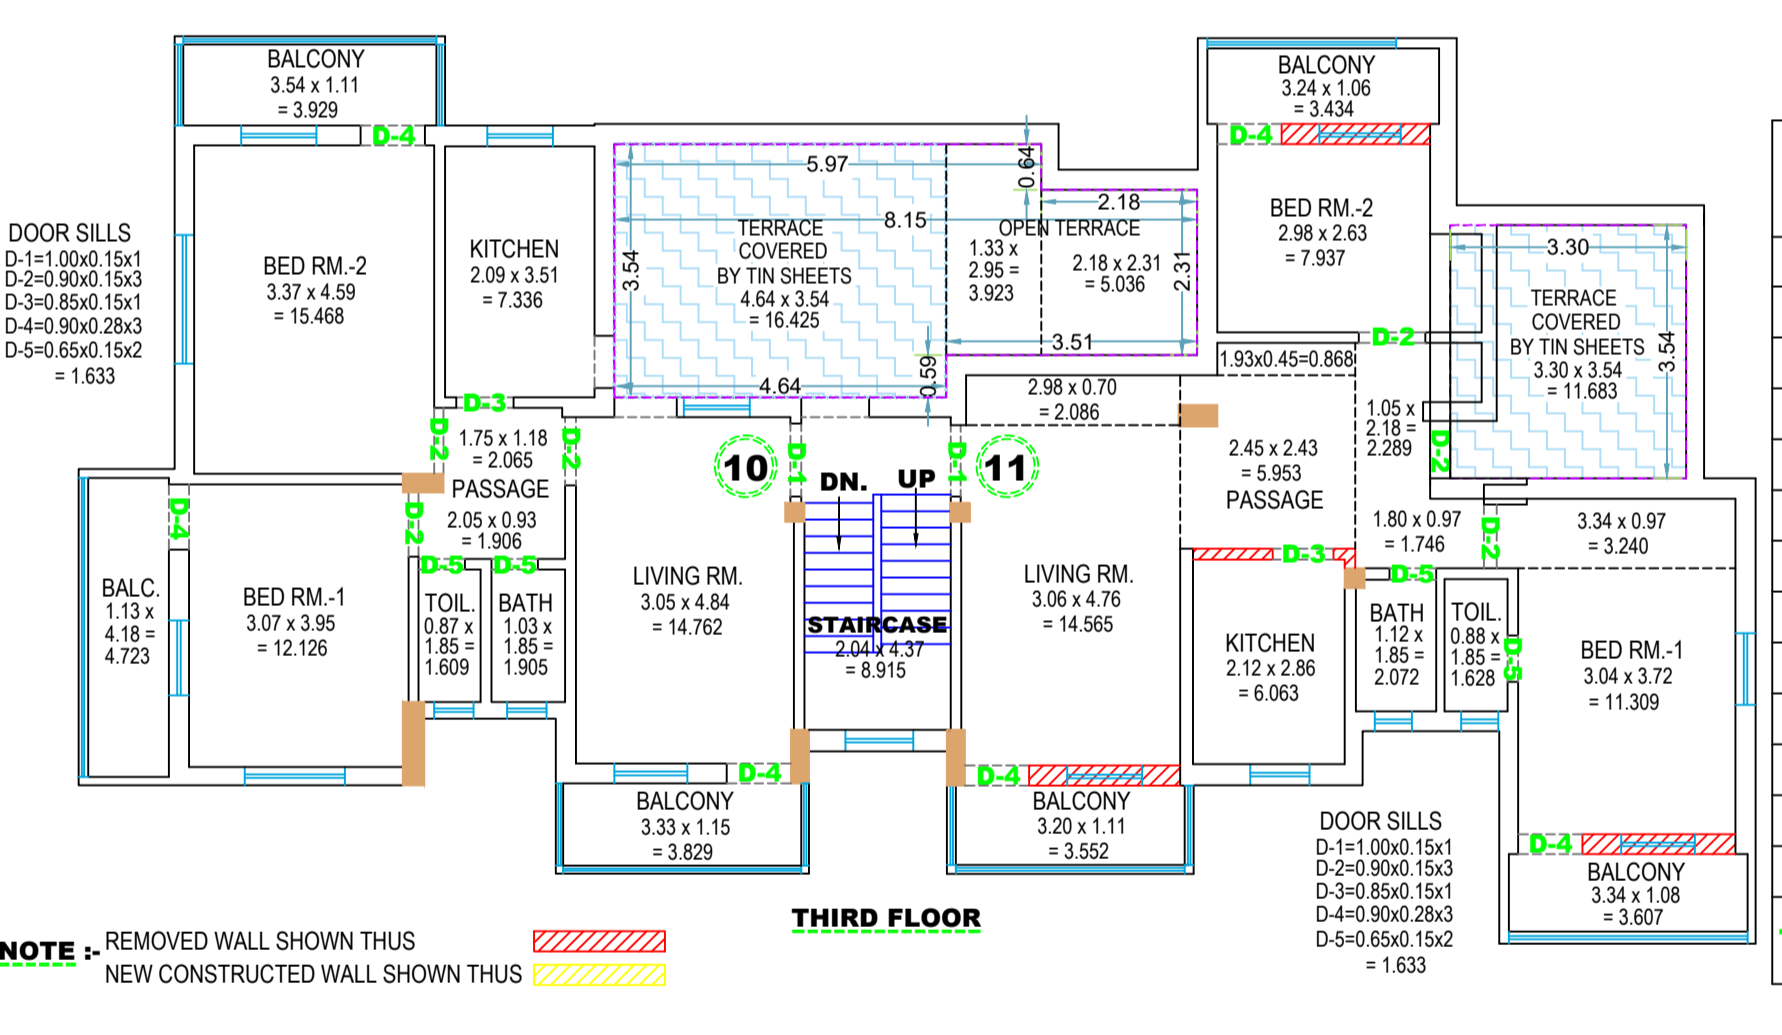 BALCONY
3.54 x 1.11
= 3.929
D-4
BALCONY
3.24 x 1.06
= 3.434
D-4
DOOR SILLS
D-1=1.00x0.15x1
D-2=0.90x0.15x3
D-3=0.85x0.15x1
D-4=0.90x0.28x3
D-5=0.65x0.15x2
= 1.633
BED RM.-2
3.37 x 4.59
= 15.468
KITCHEN
2.09 x 3.51
= 7.336
D-3
5.97
8.15
3.54
TERRACE
COVERED
BY TIN SHEETS
4.64 x 3.54
= 16.425
4.64
0.59
0.64
2.18
OPEN TERRACE
1.33 x
2.95 =
3.923
2.18 x 2.31
= 5.036
2.31
3.51
BED RM.-2
2.98 x 2.63
= 7.937
D-2
3.30
TERRACE
COVERED
BY TIN SHEETS
3.30 x 3.54
= 11.683
3.54
1.93x0.45=0.868
2.98 x 0.70
= 2.086
1.05 x
2.18 =
2.289
D-2
D-2
1.75 x 1.18
= 2.065
D-2
PASSAGE
2.05 x 0.93
= 1.906
D-2
D-5
D-5
10
D-1
DN.
UP
D-1
11
2.45 x 2.43
= 5.953
PASSAGE
1.80 x 0.97
= 1.746
D-2
3.34 x 0.97
= 3.240
D-3
D-5
D-4
BALC.
1.13 x
4.18 =
4.723
BED RM.-1
3.07 x 3.95
= 12.126
TOIL.
0.87 x
1.85 =
1.609
BATH
1.03 x
1.85 =
1.905
LIVING RM.
3.05 x 4.84
= 14.762
STAIRCASE
2.04 x 4.37
= 8.915
LIVING RM.
3.06 x 4.76
= 14.565
KITCHEN
2.12 x 2.86
= 6.063
BATH
1.12 x
1.85 =
2.072
TOIL.
0.88 x
1.85 =
1.628
D-5
BED RM.-1
3.04 x 3.72
= 11.309
D-4
BALCONY
3.33 x 1.15
= 3.829
D-4
BALCONY
3.20 x 1.11
= 3.552
DOOR SILLS
D-1=1.00x0.15x1
D-2=0.90x0.15x3
D-3=0.85x0.15x1
D-4=0.90x0.28x3
D-5=0.65x0.15x2
= 1.633
D-4
BALCONY
3.34 x 1.08
= 3.607
THIRD FLOOR
NOTE :- REMOVED WALL SHOWN THUS
NEW CONSTRUCTED WALL SHOWN THUS